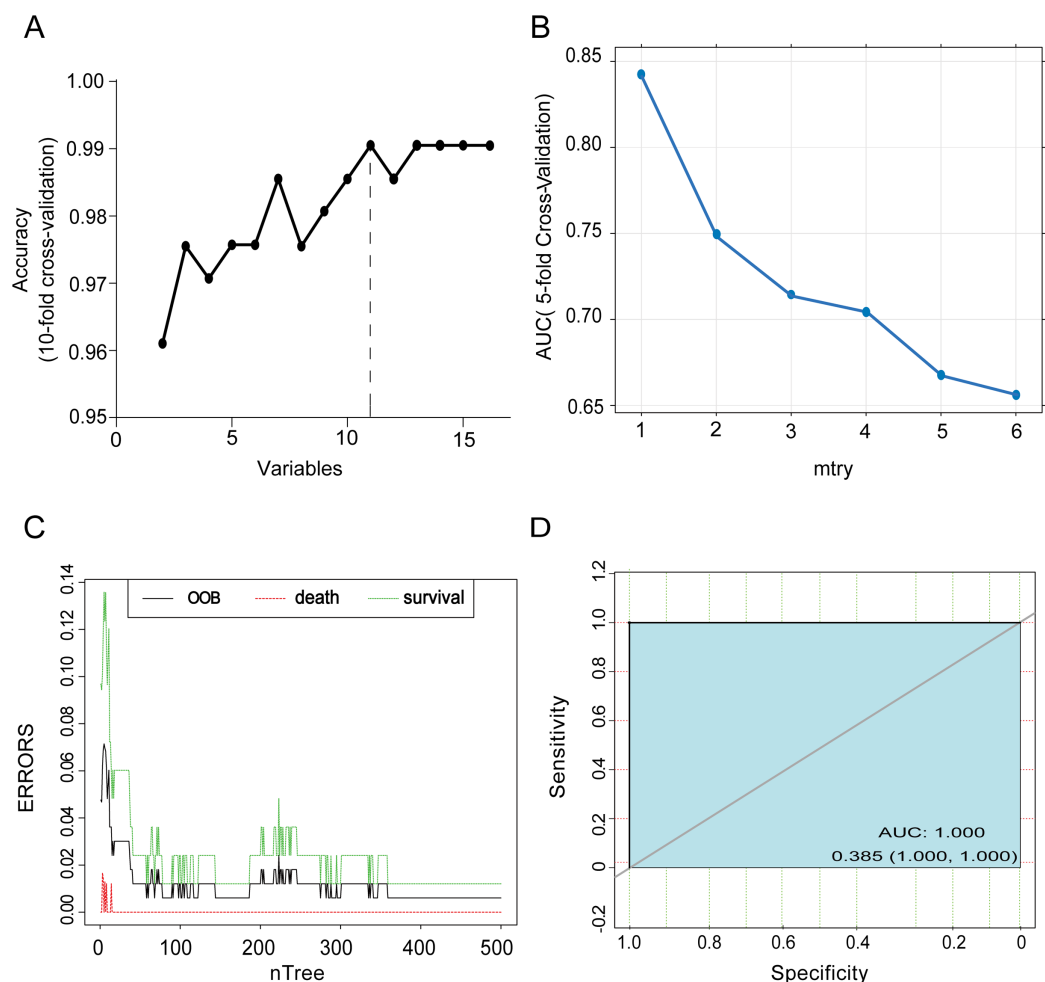 A
1.00
0.99
0.98
0.97
0.96
0.95
0
5
10
15
Variables
Accuracy
(10-fold cross-validation)
B
0.85
0.80
0.75
0.70
0.65
1
2
3
4
5
6
mtry
AUC( 5-fold Cross-Validation)
C
0.14
0.12
0.10
0.08
0.06
0.04
0.02
0.00
OOB
death
survival
0
100
200
300
400
500
nTree
ERRORS
D
1.2
1.0
0.8
0.6
0.4
0.2
0
-0.2
AUC: 1.000
0.385 (1.000, 1.000)
1.0
0.8
0.6
0.4
0.2
0
Specificity
Sensitivity